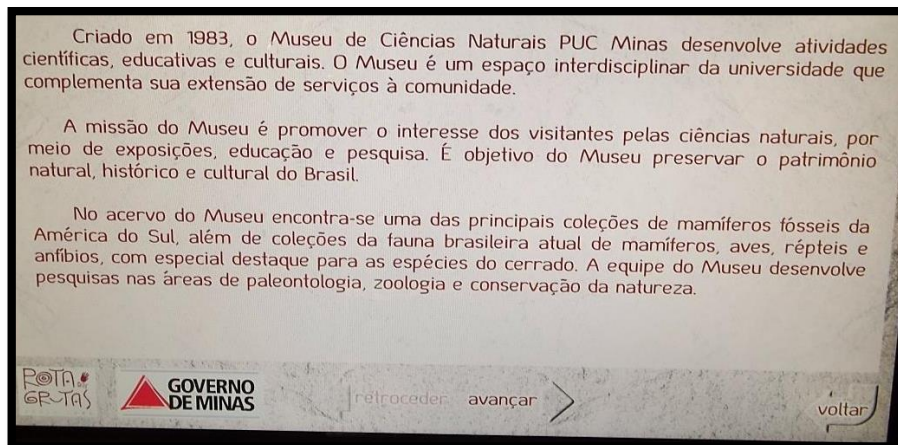 Criado em 1983, o Museu de Ciências Naturais PUC Minas desenvolve atividades
científicas, educativas e culturais. O Museu é um espaço interdisciplinar da universidade que
complementa sua extensão de serviços à comunidade.
A missão do Museu é promover o interesse dos visitantes pelas ciências naturais, por
meio de exposições, educação e pesquisa. É objetivo do Museu preservar o patrimônio
natural, histórico e cultural do Brasil.
No acervo do Museu encontra-se uma das principais coleções de mamíferos fósseis da
América do Sul, além de coleções da fauna brasileira atual de mamíferos, aves, répteis e
anfíbios, com especial destaque para as espécies do cerrado. A equipe do Museu desenvolve
pesquisas nas áreas de paleontologia, zoologia e conservação da natureza.
ROTA
GRUTAS
GOVERNO
DE MINAS
retroceder avançar
voltar